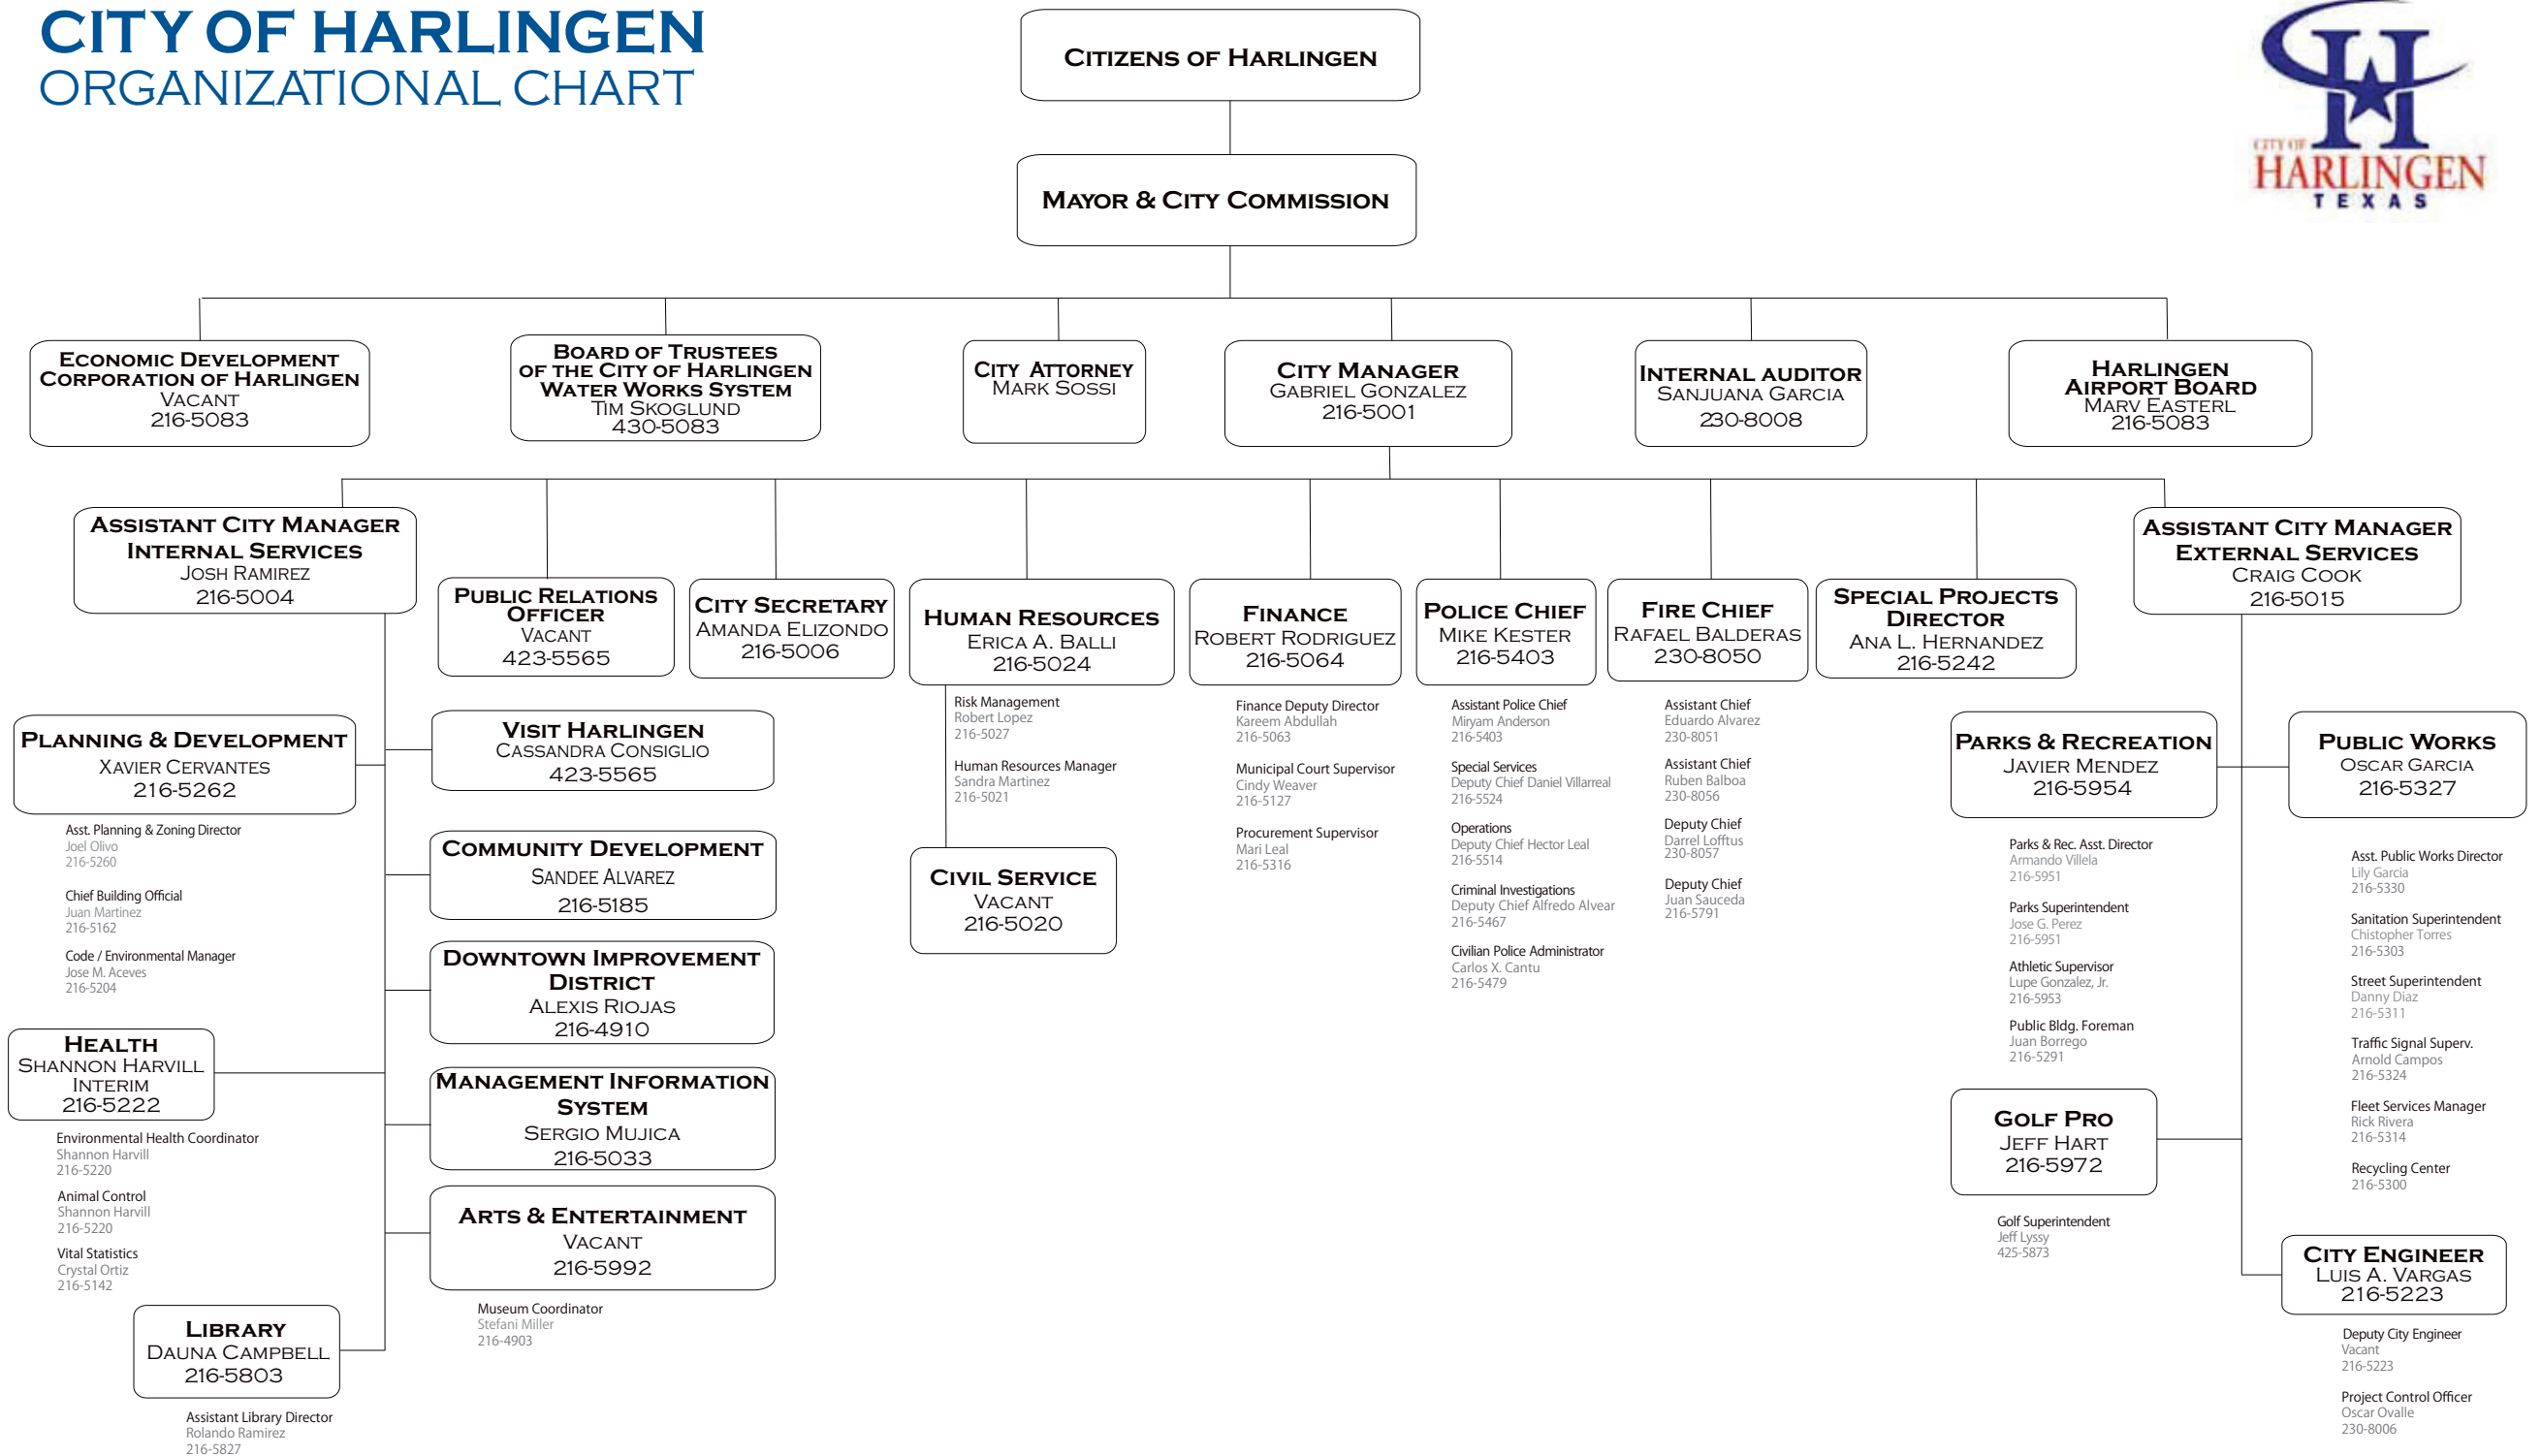 CITY OF HARLINGEN
ORGANIZATIONAL CHART
CITIZENS OF HARLINGEN
CITY OF
HARLINGEN
TEXAS
MAYOR & CITY COMMISSION
ECONOMIC DEVELOPMENT
CORPORATION OF HARLINGEN
VACANT
216-5083
BOARD OF TRUSTEES
OF THE CITY OF HARLINGEN
WATER WORKS SYSTEM
TIM SKOGLUND
430-5083
CITY ATTORNEY
MARK SOSSI
CITY MANAGER
GABRIEL GONZALEZ
216-5001
INTERNAL AUDITOR
SANJUANA GARCIA
230-8008
HARLINGEN
AIRPORT BOARD
MARV EASTERL
216-5083
ASSISTANT CITY MANAGER
INTERNAL SERVICES
JOSH RAMIREZ
216-5004
PUBLIC RELATIONS
OFFICER
VACANT
423-5565
CITY SECRETARY
AMANDA ELIZONDO
216-5006
HUMAN RESOURCES
ERICA A. BALLI
216-5024
FINANCE
ROBERT RODRIGUEZ
216-5064
POLICE CHIEF
MIKE KESTER
216-5403
FIRE CHIEF
RAFAEL BALDERAS
230-8050
SPECIAL PROJECTS
DIRECTOR
ANA L. HERNANDEZ
216-5242
ASSISTANT CITY MANAGER
EXTERNAL SERVICES
CRAIG COOK
216-5015
PLANNING & DEVELOPMENT
XAVIER CERVANTES
216-5262
Asst. Planning & Zoning Director
Joel Olivo
216-5260
Chief Building Official
Juan Martinez
216-5162
Code / Environmental Manager
Jose M. Aceves
216-5204
HEALTH
SHANNON HARVILL
INTERIM
216-5222
Environmental Health Coordinator
Shannon Harvill
216-5220
Animal Control
Shannon Harvill
216-5220
Vital Statistics
Crystal Ortiz
216-5142
LIBRARY
DAUNA CAMPBELL
216-5803
Assistant Library Director
Rolando Ramirez
216-5827
VISIT HARLINGEN
CASSANDRA CONSIGLIO
423-5565
COMMUNITY DEVELOPMENT
SANDEE ALVAREZ
216-5185
DOWNTOWN IMPROVEMENT
DISTRICT
ALEXIS RIOJAS
216-4910
MANAGEMENT INFORMATION
SYSTEM
SERGIO MUJICA
216-5033
ARTS & ENTERTAINMENT
VACANT
216-5992
Museum Coordinator
Stefani Miller
216-4903
Risk Management
Robert Lopez
216-5027
Human Resources Manager
Sandra Martinez
216-5021
CIVIL SERVICE
VACANT
216-5020
Finance Deputy Director
Kareem Abdullah
216-5063
Municipal Court Supervisor
Cindy Weaver
216-5127
Procurement Supervisor
Mari Leal
216-5316
Assistant Police Chief
Miryam Anderson
216-5403
Special Services
Deputy Chief Daniel Villarreal
216-5524
Operations
Deputy Chief Hector Leal
216-5514
Criminal Investigations
Deputy Chief Alfredo Alvear
216-5467
Civilian Police Administrator
Carlos X. Cantu
216-5479
Assistant Chief
Eduardo Alvarez
230-8051
Assistant Chief
Ruben Balboa
230-8056
Deputy Chief
Darrel Lofftus
230-8057
Deputy Chief
Juan Sauceda
216-5791
PARKS & RECREATION
JAVIER MENDEZ
216-5954
Parks & Rec. Asst. Director
Armando Villela
216-5951
Parks Superintendent
Jose G. Perez
216-5951
Athletic Supervisor
Lupe Gonzalez, Jr.
216-5953
Public Bldg. Foreman
Juan Borrego
216-5291
GOLF PRO
JEFF HART
216-5972
Golf Superintendent
Jeff Lyssy
425-5873
PUBLIC WORKS
OSCAR GARCIA
216-5327
Asst. Public Works Director
Lily Garcia
216-5330
Sanitation Superintendent
Chistopher Torres
216-5303
Street Superintendent
Danny Diaz
216-5311
Traffic Signal Superv.
Arnold Campos
216-5324
Fleet Services Manager
Rick Rivera
216-5314
Recycling Center
216-5300
CITY ENGINEER
LUIS A. VARGAS
216-5223
Deputy City Engineer
Vacant
216-5223
Project Control Officer
Oscar Ovalle
230-8006